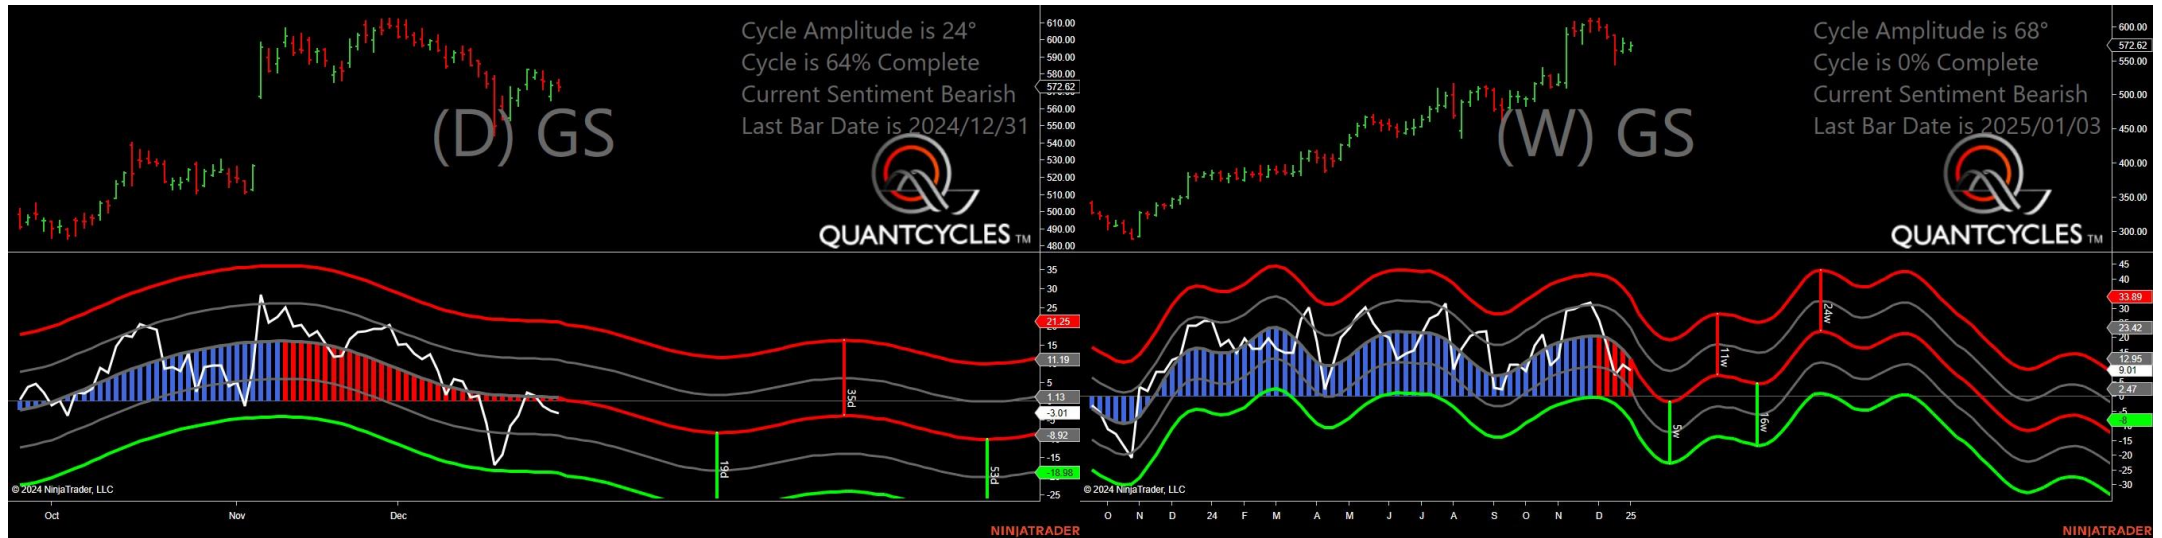 Cycle Amplitude is 24°
Cycle is 64% Complete
Current Sentiment Bearish
Last Bar Date is 2024/12/31
(D) GS
QUANTCYCLES TM
610.00
600.00
590.00
580.00
572.62
560.00
550.00
540.00
530.00
520.00
510.00
500.00
490.00
480.00
35
30
25
21.25
15
11.19
5
1.13
-3.01
-8.92
-15
-18.98
-25
19d
35d
53d
© 2024 NinjaTrader, LLC
Oct
Nov
Dec
NINJATRADER
Cycle Amplitude is 68°
Cycle is 0% Complete
Current Sentiment Bearish
Last Bar Date is 2025/01/03
(W) GS
QUANTCYCLES TM
600.00
572.62
550.00
500.00
450.00
400.00
350.00
300.00
45
40
33.89
30
23.42
12.95
9.01
2.47
-5
-15
-20
-25
-30
5w
11w
16w
24w
© 2024 NinjaTrader, LLC
O N D 24 F M A M J J A S O N D 25
NINJATRADER